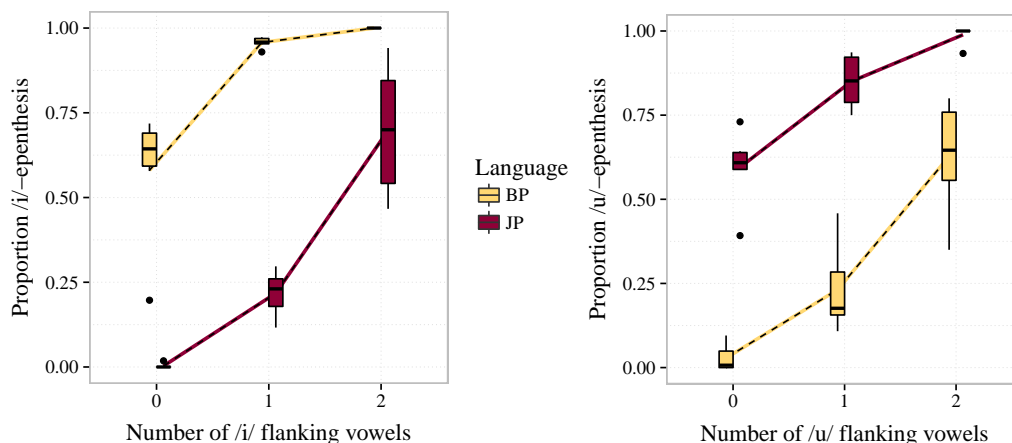 Proportion /i/−epenthesis
1.00
0.75
0.50
0.25
0.00
0
1
2
Number of /i/ flanking vowels
Language
BP
JP
Proportion /u/−epenthesis
1.00
0.75
0.50
0.25
0.00
0
1
2
Number of /u/ flanking vowels